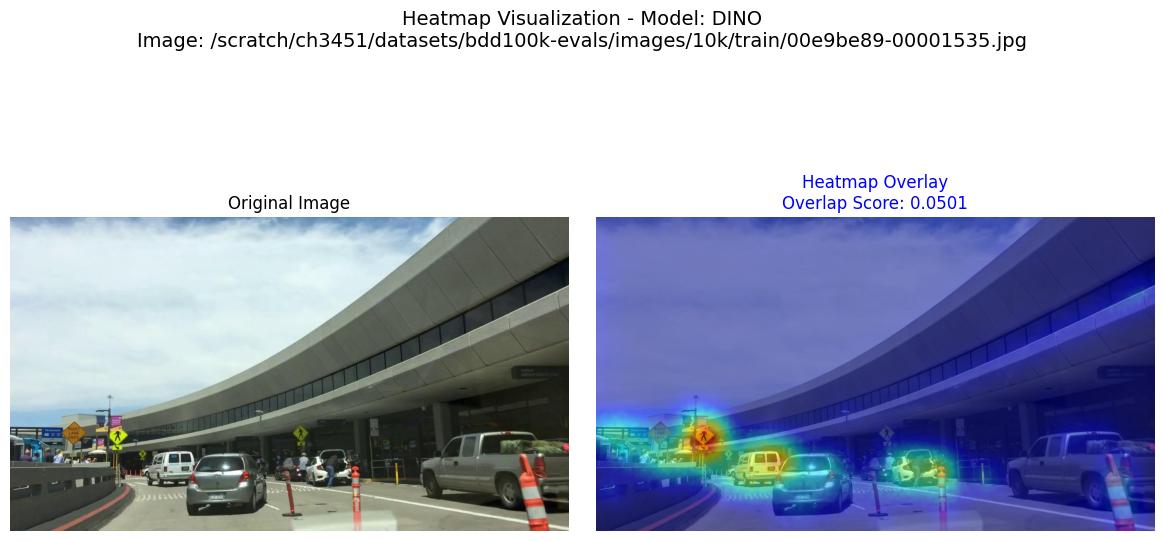 Heatmap Visualization - Model: DINO
Image: /scratch/ch3451/datasets/bdd100k-evals/images/10k/train/00e9be89-00001535.jpg
Original Image
Heatmap Overlay
Overlap Score: 0.0501